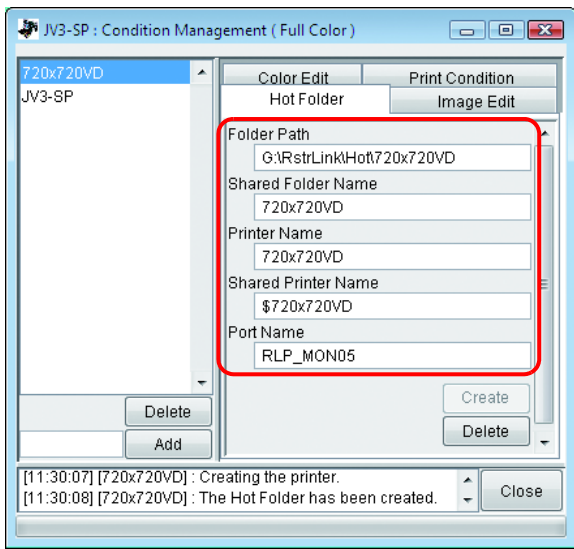 JV3-SP : Condition Management ( Full Color )
720x720VD
JV3-SP
Color Edit
Print Condition
Hot Folder
Image Edit
Folder Path
G:\RstrLink\Hot\720x720VD
Shared Folder Name
720x720VD
Printer Name
720x720VD
Shared Printer Name
$720x720VD
Port Name
RLP_MON05
Create
Delete
Delete
Add
[11:30:07] [720x720VD] : Creating the printer.
[11:30:08] [720x720VD] : The Hot Folder has been created.
Close